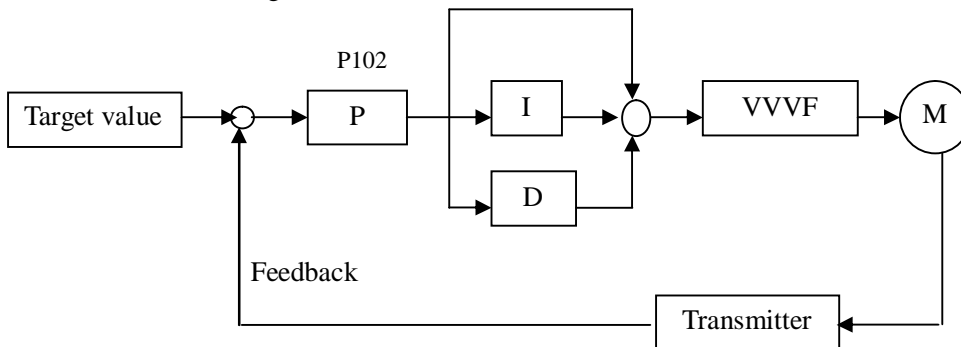 P102
Target value
P
I
D
VVVF
M
Feedback
Transmitter